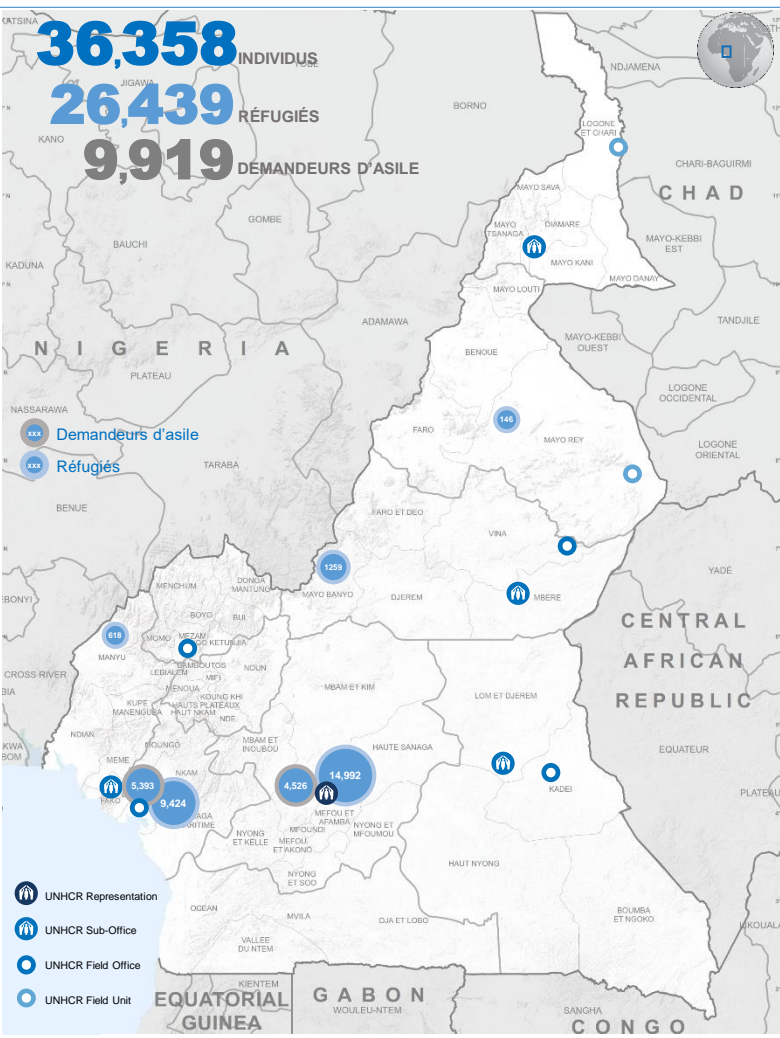 36,358 INDIVIDUS
26,439 RÉFUGIÉS
9,919 DEMANDEURS D'ASILE
KATSINA
JIGAWA
YOBE
BORNO
NDJAMENA
KANO
LOGONE
ET CHARI
CHARI-BAGUIRMI
CHAD
MAYO SAVA
GOMBE
MAYO
TSANAGA
DIAMARE
BAUCHI
MAYO-KEBBI
EST
KADUNA
MAYO KANI
MAYO DANAY
MAYO LOUTI
ADAMAWA
TANDJILE
NIGERIA
MAYO-KEBBI
OUEST
BENOUE
PLATEAU
LOGONE
OCCIDENTAL
NASSARAWA
146
FARO
MAYO REY
xxx Demandeurs d'asile
xxx Réfugiés
LOGONE
ORIENTAL
TARABA
BENUE
FARO ET DEO
VINA
1259
YADÉ
MENCHUM
DONGA
MANTUNG
MAYO BANYO
DJEREM
MBERE
EBONYI
BOYO
BUI
CENTRAL
AFRICAN
REPUBLIC
618
MOMO
MEZAM
NGO KETUNJIA
MANYU
BAMBOUTOS
LEBIALEM
MIFI
NOUN
CROSS RIVER
MENOUA
KOUNG KHI
MBAM ET KIM
LOM ET DJEREM
KUPE
MANENGUBA
HAUTS PLATEAUX
HAUT NKAM
NDE
NDIAN
MBAM ET
INOUBOU
HAUTE SANAGA
EQUATEUR
MOUNGO
MEME
NKAM
5,393
9,424
4,526
14,992
FAKO
KADEI
PLATEAU
MEFOU ET
AFAMBA
MFOUNDI
NYONG ET
MFOUMOU
NYONG
ET KELLE
MEFOU
ET AKONO
HAUT NYONG
NYONG
ET SOO
UNHCR Representation
OCEAN
MVILA
DJA ET LOBO
BOUMBA
ET NGOKO
UNHCR Sub-Office
VALLEE
DU NTEM
UNHCR Field Office
KIENTEM
UNHCR Field Unit
EQUATORIAL
GUINEA
GABON
WOULEU-NTEM
SANGHA
CONGO